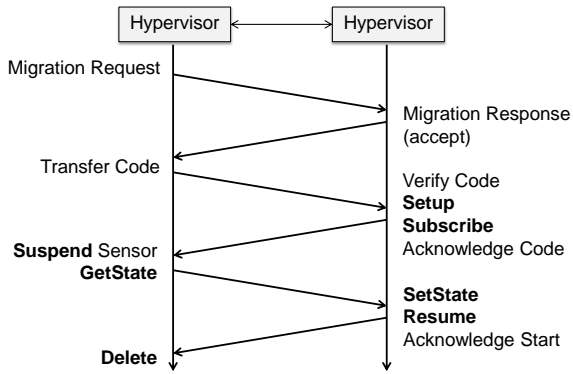 Hypervisor
Hypervisor
Migration Request
Migration Response
(accept)
Transfer Code
Verify Code
Setup
Subscribe
Acknowledge Code
Suspend Sensor
GetState
SetState
Resume
Acknowledge Start
Delete